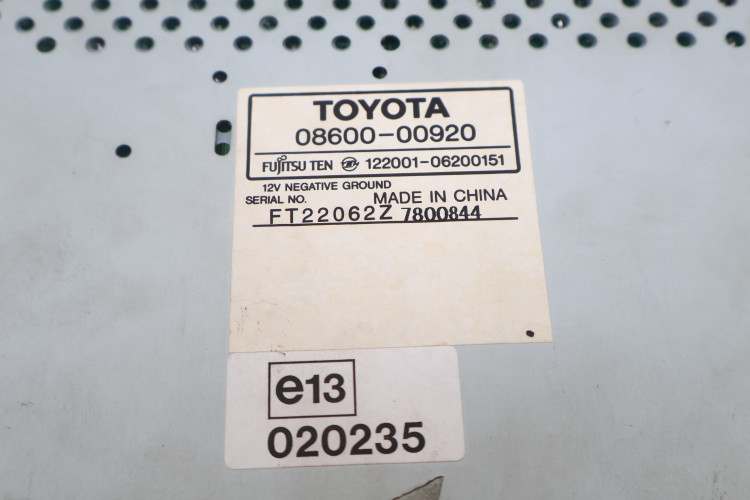 TOYOTA
08600-00920
FUJITSU TEN 122001-06200151
12V NEGATIVE GROUND
SERIAL NO. MADE IN CHINA
FT22062Z 7800844
e13
020235